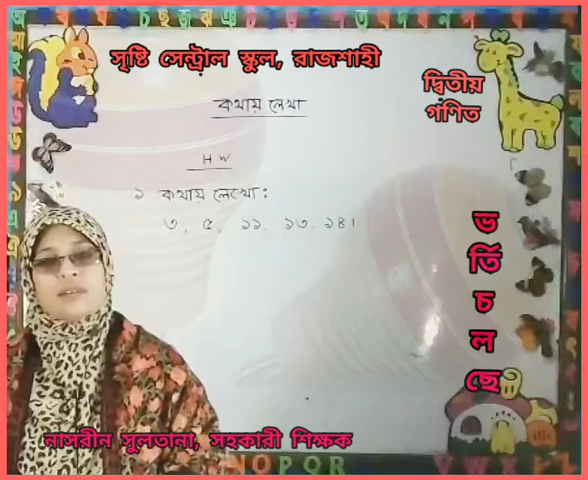 সৃষ্টি সেন্ট্রাল স্কুল, রাজশাহী
দ্বিতীয়
গণিত
কথায় লেখা
H W
১ কথায় লেখো :
৩, ৫, ১১, ১৩, ১৪।
ভ
র্তি
চ
ল
ছে
নাসরীন সুলতানা, সহকারী শিক্ষক
N O P Q R